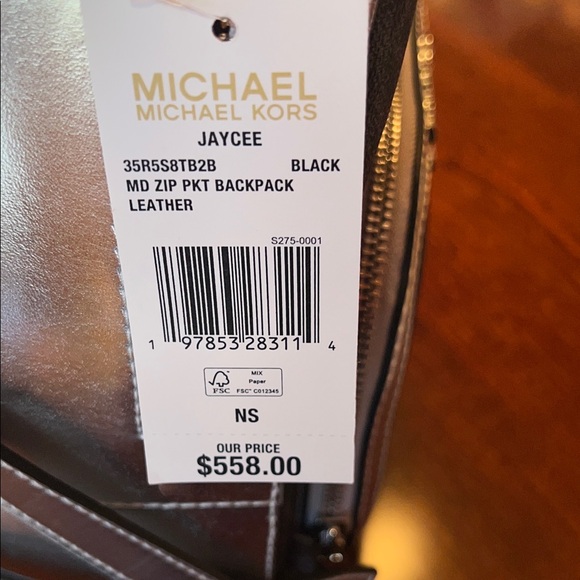 MICHAEL
MICHAEL KORS
JAYCEE
35R5S8TB2B BLACK
MD ZIP PKT BACKPACK
LEATHER
S275-0001
1 97853 28311 4
FSC
MIX
Paper
FSC® C012345
NS
OUR PRICE
$558.00